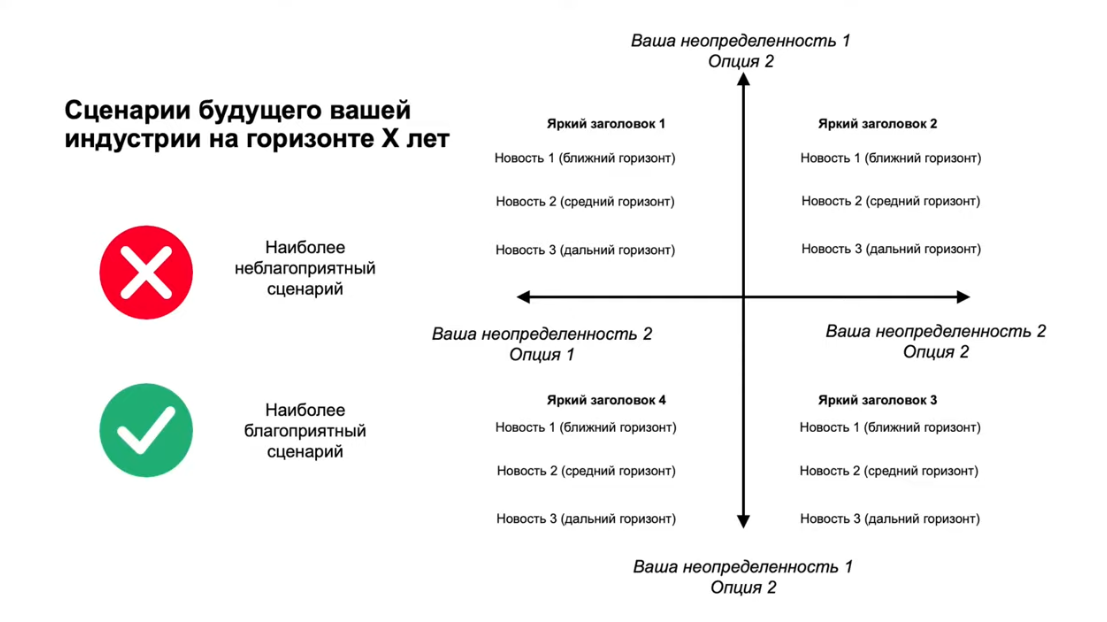 Ваша неопределенность 1
Опция 2
Сценарии будущего вашей
индустрии на горизонте X лет
Яркий заголовок 1
Новость 1 (ближний горизонт)
Новость 2 (средний горизонт)
Новость 3 (дальний горизонт)
Яркий заголовок 2
Новость 1 (ближний горизонт)
Новость 2 (средний горизонт)
Новость 3 (дальний горизонт)
Наиболее
неблагоприятный
сценарий
Ваша неопределенность 2
Опция 1
Ваша неопределенность 2
Опция 2
Наиболее
благоприятный
сценарий
Яркий заголовок 4
Новость 1 (ближний горизонт)
Новость 2 (средний горизонт)
Новость 3 (дальний горизонт)
Яркий заголовок 3
Новость 1 (ближний горизонт)
Новость 2 (средний горизонт)
Новость 3 (дальний горизонт)
Ваша неопределенность 1
Опция 2